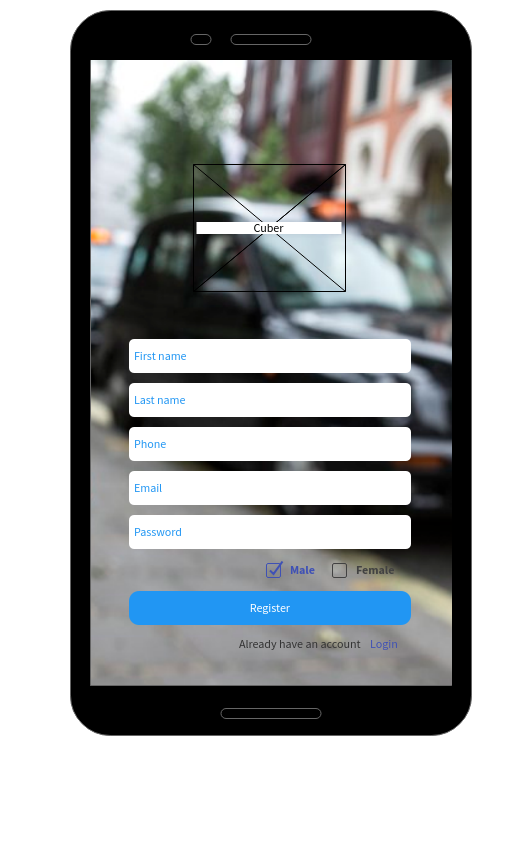 Cuber
First name
Last name
Phone
Email
Password
Male Female
Register
Already have an account Login